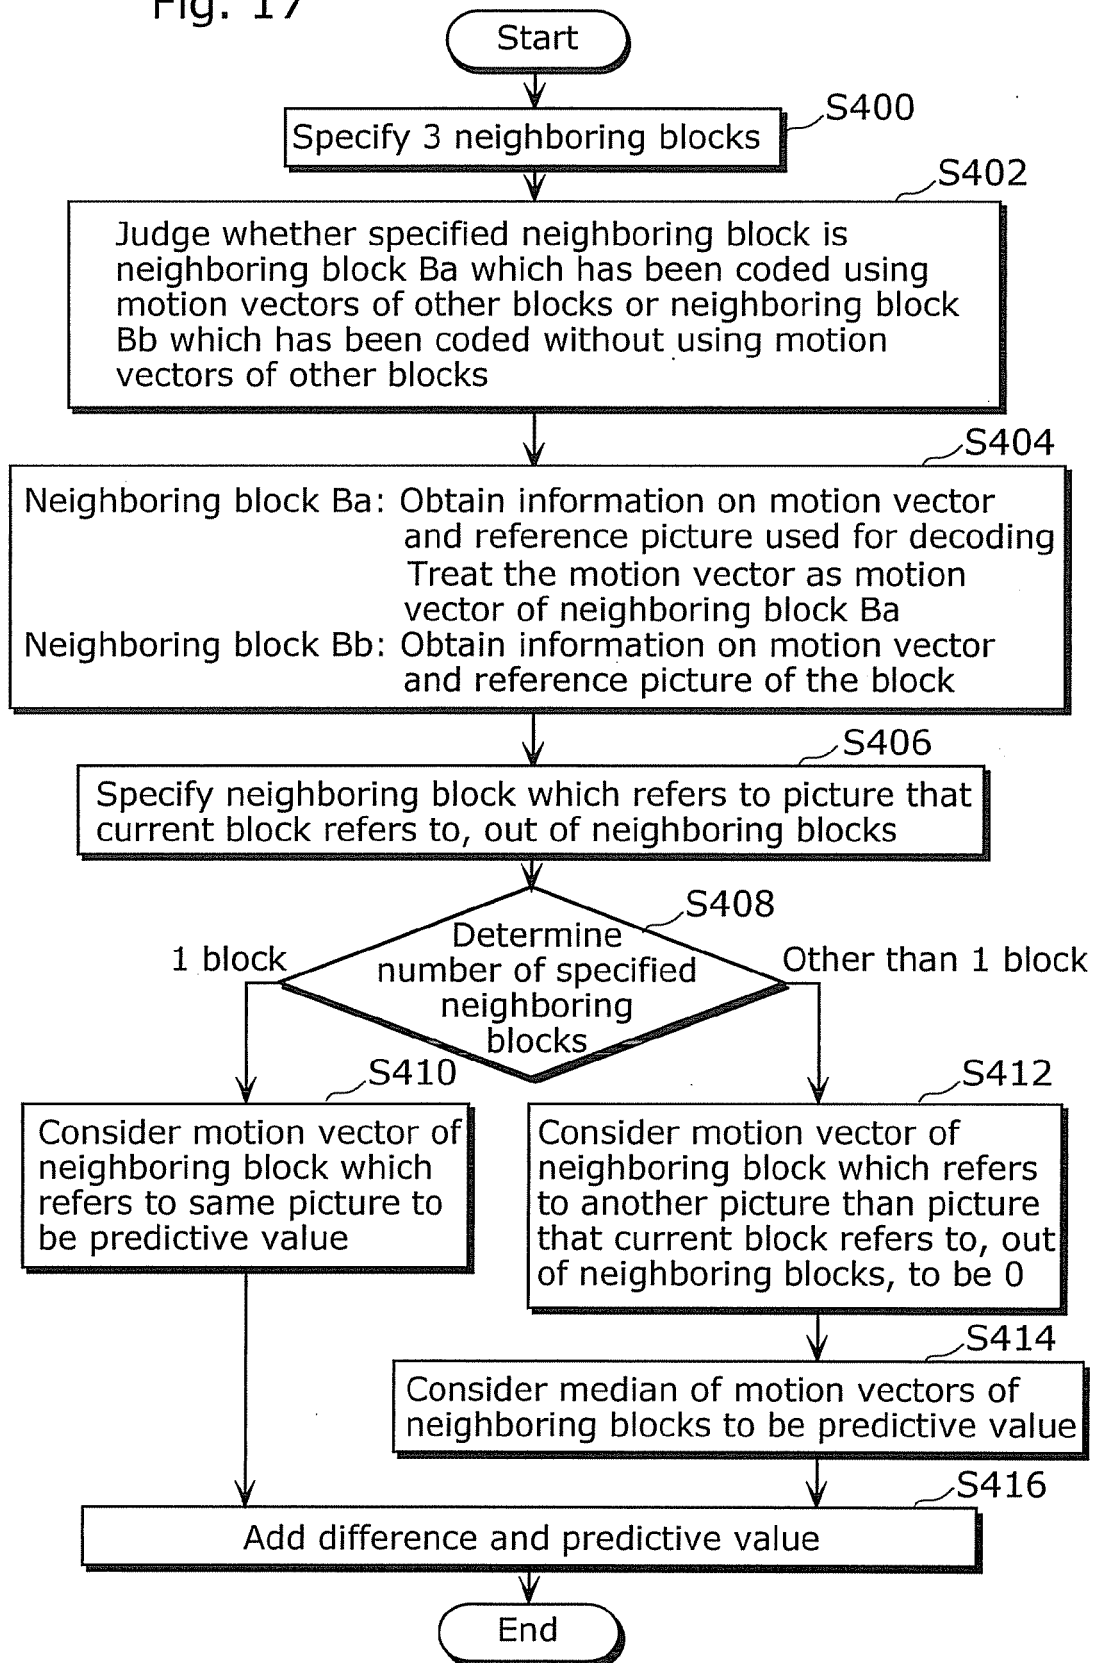 Fig. 17
Start
S400
Specify 3 neighboring blocks
S402
Judge whether specified neighboring block is
neighboring block Ba which has been coded using
motion vectors of other blocks or neighboring block
Bb which has been coded without using motion
vectors of other blocks
S404
Neighboring block Ba: Obtain information on motion vector
and reference picture used for decoding
Treat the motion vector as motion
vector of neighboring block Ba
Neighboring block Bb: Obtain information on motion vector
and reference picture of the block
S406
Specify neighboring block which refers to picture that
current block refers to, out of neighboring blocks
S408
Determine
number of specified
neighboring
blocks
1 block
Other than 1 block
S410
Consider motion vector of
neighboring block which
refers to same picture to
be predictive value
S412
Consider motion vector of
neighboring block which refers
to another picture than picture
that current block refers to, out
of neighboring blocks, to be 0
S414
Consider median of motion vectors of
neighboring blocks to be predictive value
S416
Add difference and predictive value
End